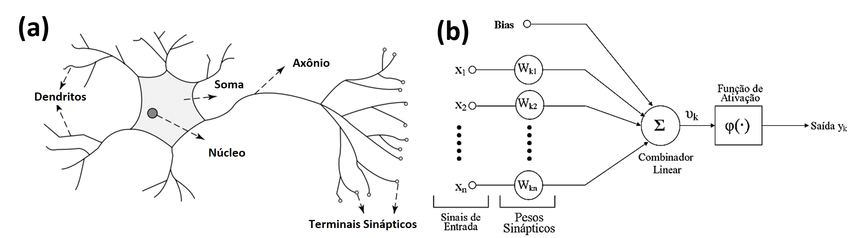 (a)
Dendritos
Soma
Axônio
Núcleo
Terminais Sinápticos
(b)
Bias
x1
Wk1
x2
Wk2
xn
Wkn
Σ
Combinador
Linear
υk
Função de
Ativação
φ(·)
Saída yk
Sinais de
Entrada
Pesos
Sinápticos